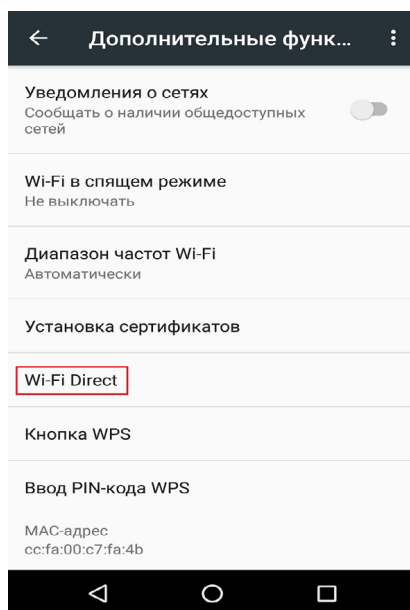 Дополнительные функ...
Уведомления о сетях
Сообщать о наличии общедоступных
сетей
Wi-Fi в спящем режиме
Не выключать
Диапазон частот Wi-Fi
Автоматически
Установка сертификатов
Wi-Fi Direct
Кнопка WPS
Ввод PIN-кода WPS
MAC-адрес
cc:fa:00:c7:fa:4b